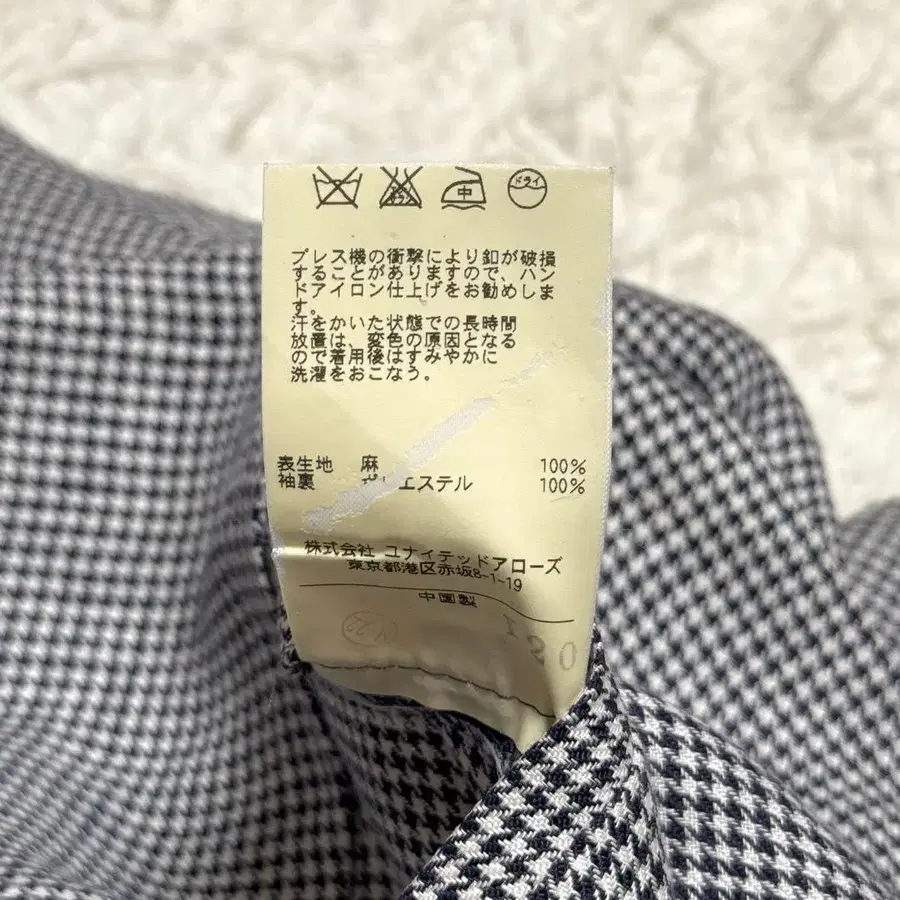 中
ドライ
プレス機の衝撃により釦が破損
することがありますので、ハン
ドアイロン仕上げをお勧めしま
す。
汗をかいた状態での長時間
放置は、変色の原因となる
ので着用後はすみやかに
洗濯をおこなう。
表生地 麻 100%
袖裏 エステル 100%
株式会社 ユナイテッドアローズ
東京都港区赤坂8-1-19
中国製